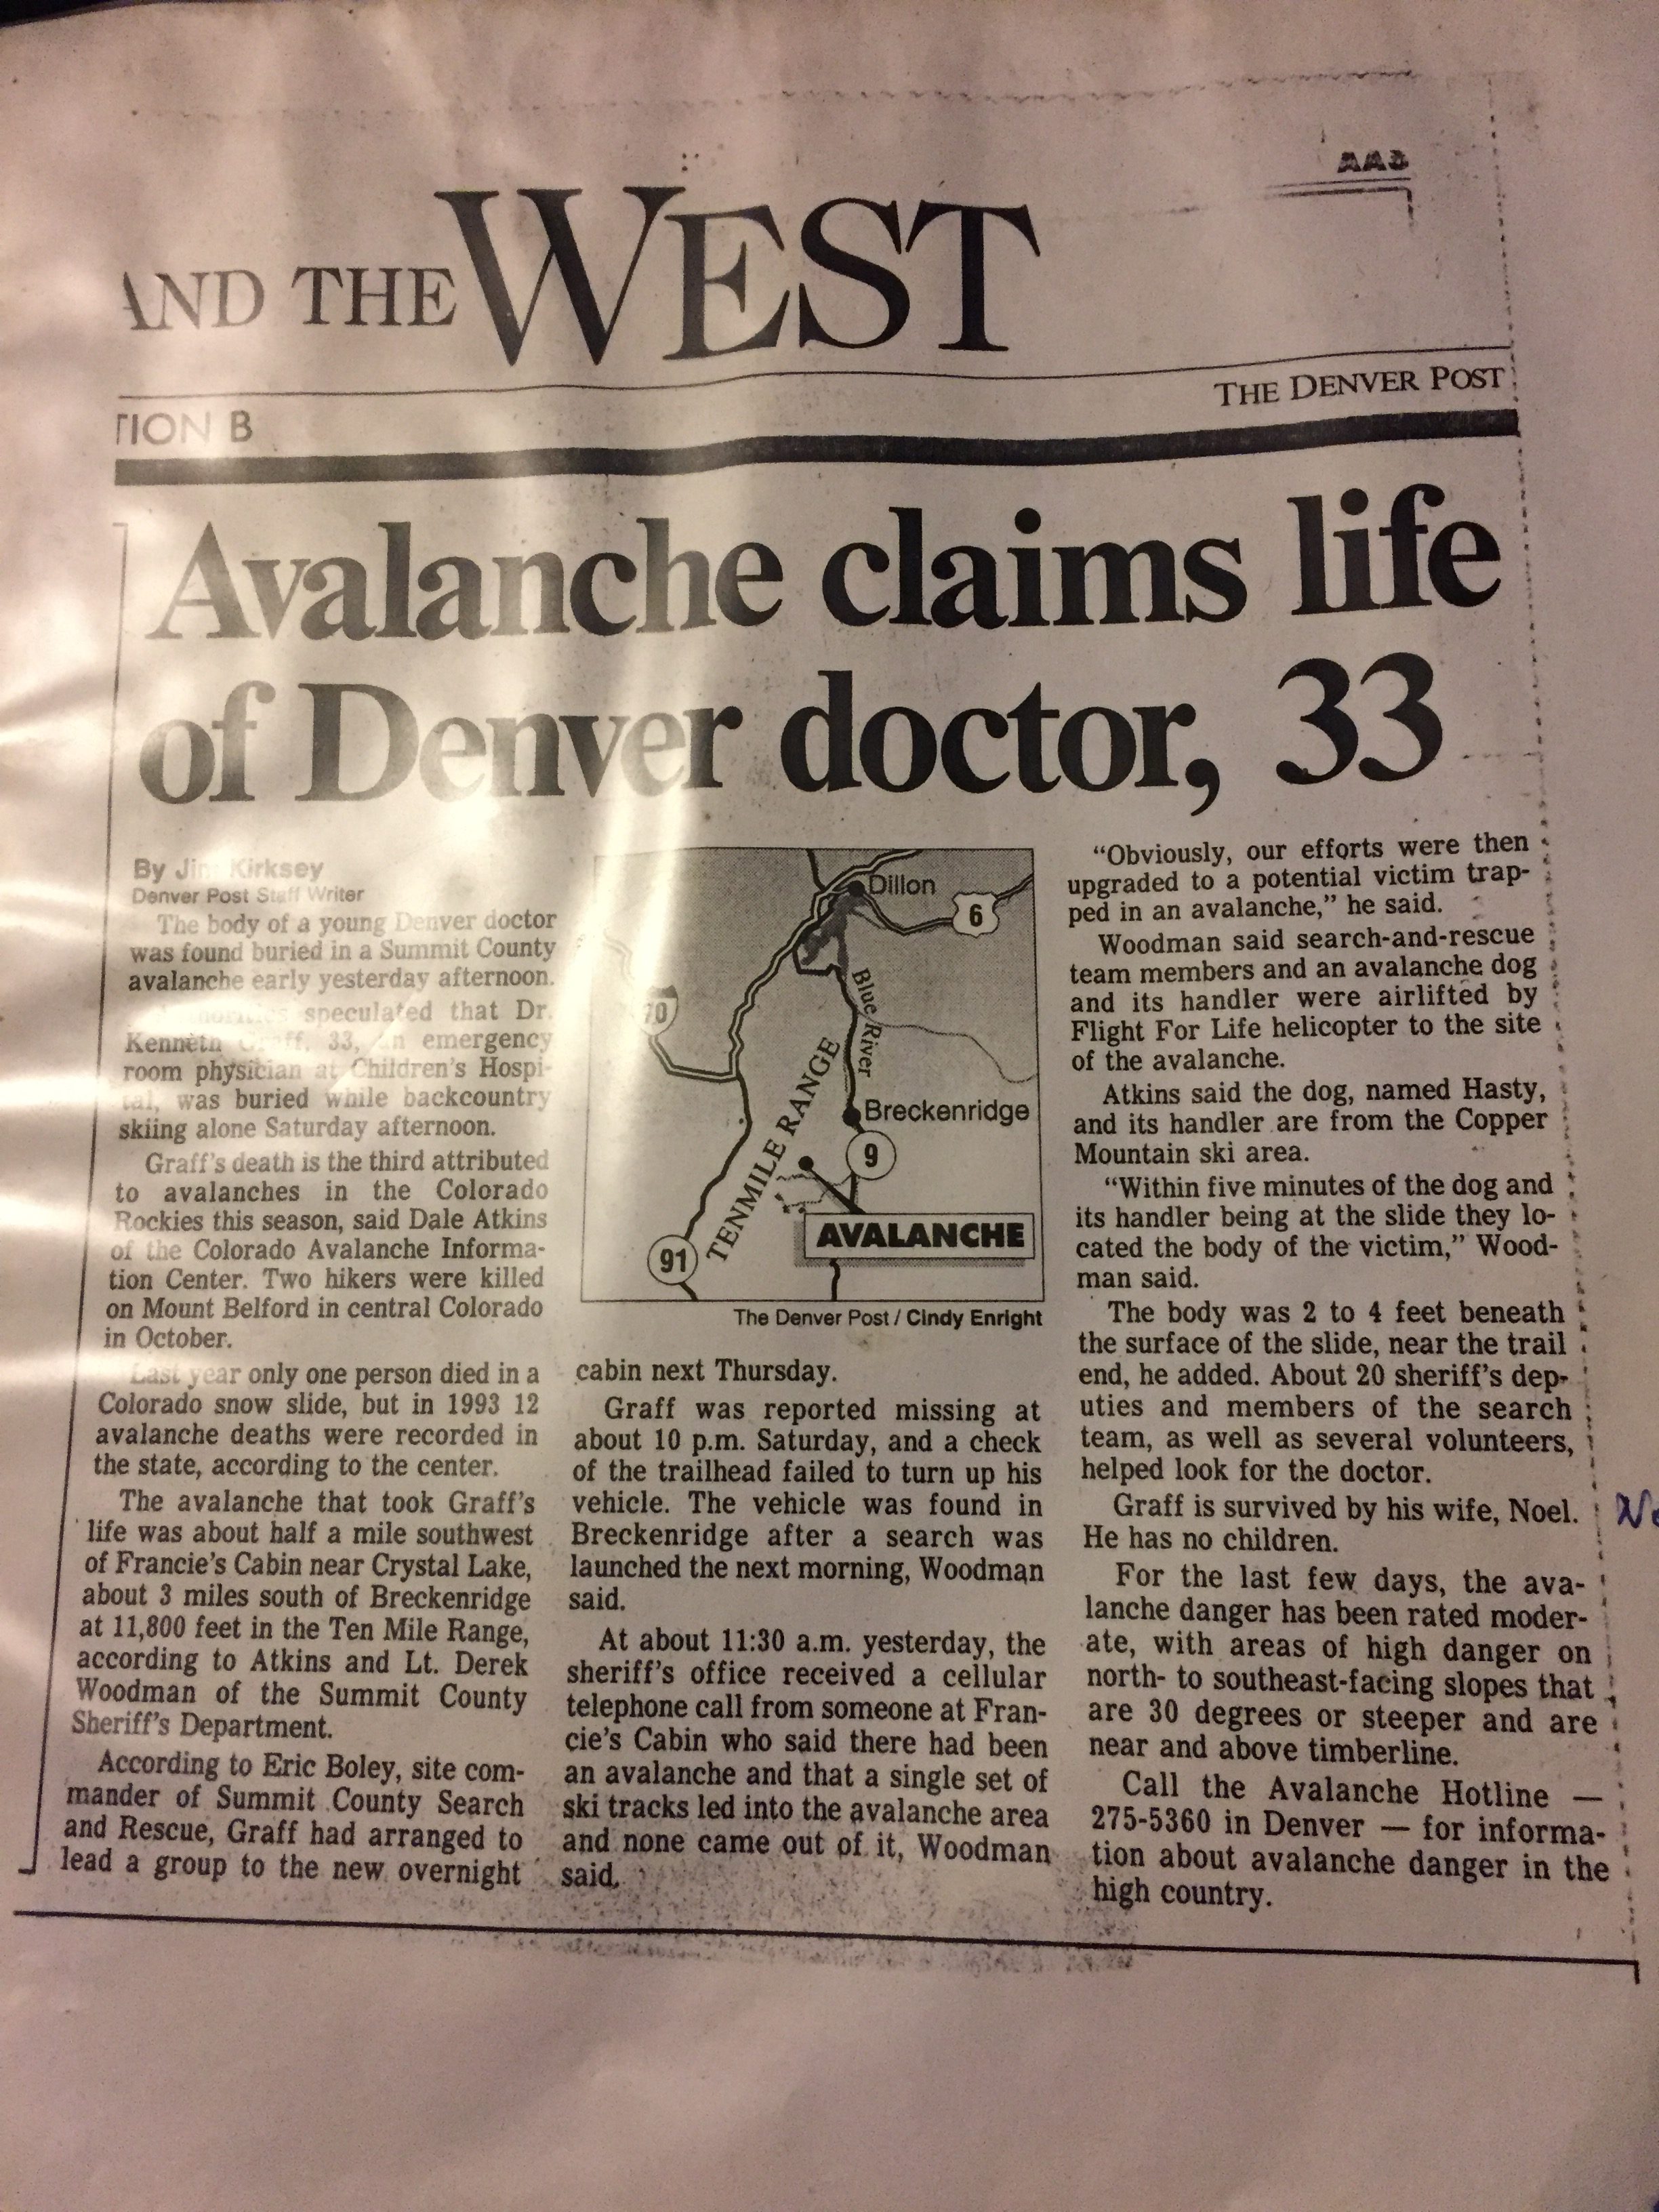 AND THE WEST
TION B
THE DENVER POST
Avalanche claims life
of Denver doctor, 33
By Jim Kirksey
Denver Post Staff Writer
The body of a young Denver doctor
was found buried in a Summit County
avalanche early yesterday afternoon.
speculated that Dr.
Kenneth Graff, 33, an emergency
room physician at Children's Hospi-
tal, was buried while backcountry
skiing alone Saturday afternoon.
Graff's death is the third attributed
to avalanches in the Colorado
Rockies this season, said Dale Atkins
of the Colorado Avalanche Informa-
tion Center. Two hikers were killed
on Mount Belford in central Colorado
in October.
Last year only one person died in a
Colorado snow slide, but in 1993 12
avalanche deaths were recorded in
the state, according to the center.
The avalanche that took Graff's
life was about half a mile southwest
of Francie's Cabin near Crystal Lake,
about 3 miles south of Breckenridge
at 11,800 feet in the Ten Mile Range,
according to Atkins and Lt. Derek
Woodman of the Summit County
Sheriff's Department.
According to Eric Boley, site com-
mander of Summit County Search
and Rescue, Graff had arranged to
lead a group to the new overnight
Dillon
6
70
Blue River
TENMILE RANGE
Breckenridge
9
AVALANCHE
91
The Denver Post / Cindy Enright
cabin next Thursday.
Graff was reported missing at
about 10 p.m. Saturday, and a check
of the trailhead failed to turn up his
vehicle. The vehicle was found in
Breckenridge after a search was
launched the next morning, Woodman
said.
At about 11:30 a.m. yesterday, the
sheriff's office received a cellular
telephone call from someone at Fran-
cie's Cabin who said there had been
an avalanche and that a single set of
ski tracks led into the avalanche area
and none came out of it, Woodman
said.
"Obviously, our efforts were then
upgraded to a potential victim trap-
ped in an avalanche," he said.
Woodman said search-and-rescue
team members and an avalanche dog
and its handler were airlifted by
Flight For Life helicopter to the site
of the avalanche.
Atkins said the dog, named Hasty,
and its handler are from the Copper
Mountain ski area.
"Within five minutes of the dog and
its handler being at the slide they lo-
cated the body of the victim," Wood-
man said.
The body was 2 to 4 feet beneath
the surface of the slide, near the trail
end, he added. About 20 sheriff's dep-
uties and members of the search
team, as well as several volunteers,
helped look for the doctor.
Graff is survived by his wife, Noel.
He has no children.
For the last few days, the ava-
lanche danger has been rated moder-
ate, with areas of high danger on
north- to southeast-facing slopes that
are 30 degrees or steeper and are
near and above timberline.
Call the Avalanche Hotline —
275-5360 in Denver — for informa-
tion about avalanche danger in the
high country.